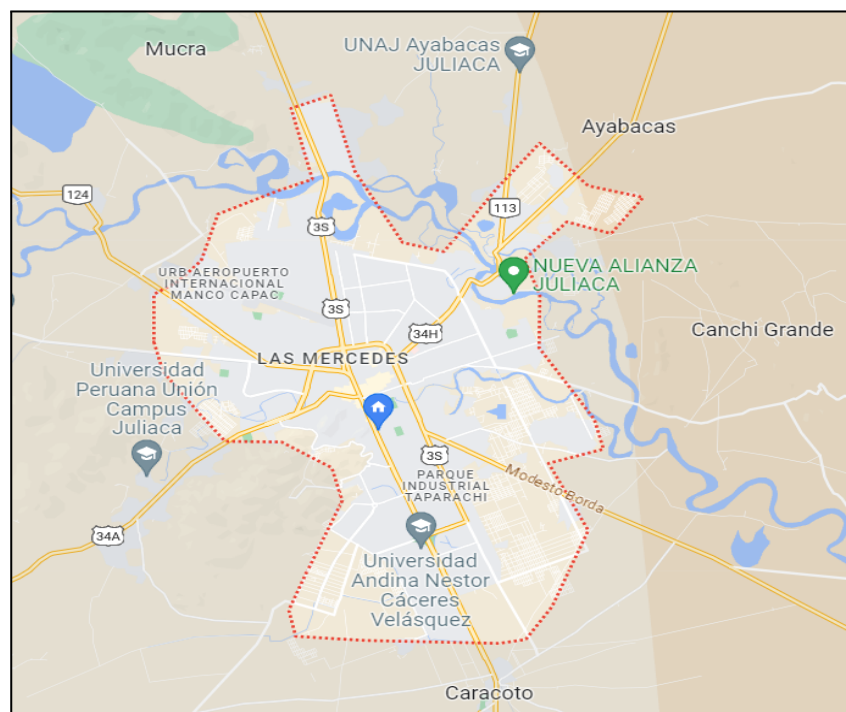 Mucra
UNAJ Ayabacas
JULIACA
Ayabacas
124
113
3S
URB AEROPUERTO
INTERNACIONAL
MANCO CAPAC
NUEVA ALIANZA
JULIACA
3S
34H
Canchi Grande
LAS MERCEDES
Universidad
Peruana Unión
Campus
Juliaca
3S
PARQUE
INDUSTRIAL
TAPARACHI
Modesto Borda
34A
Universidad
Andina Nestor
Cáceres
Velásquez
Caracoto